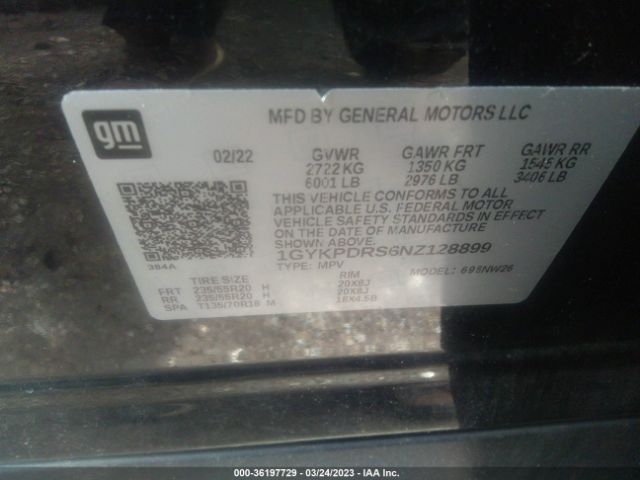 gm
MFD BY GENERAL MOTORS LLC
02/22 GVWR GAWR FRT GAWR RR
2722 KG 1350 KG 1545 KG
6001 LB 2976 LB 3406 LB
THIS VEHICLE CONFORMS TO ALL
APPLICABLE U.S. FEDERAL MOTOR
VEHICLE SAFETY STANDARDS IN EFFECT
ON THE DATE OF MANUFACTURE
SHOWN ABOVE.
384A 1GYKPDRS6NZ128899
TYPE: MPV MODEL: 6NW26
TIRE SIZE RIM
FRT 235/55R20 H 20X8J
RR 235/55R20 H 20X8J
SPA T135/70R18 M 18X4.5B
000-36197729 - 03/24/2023 - IAA Inc.